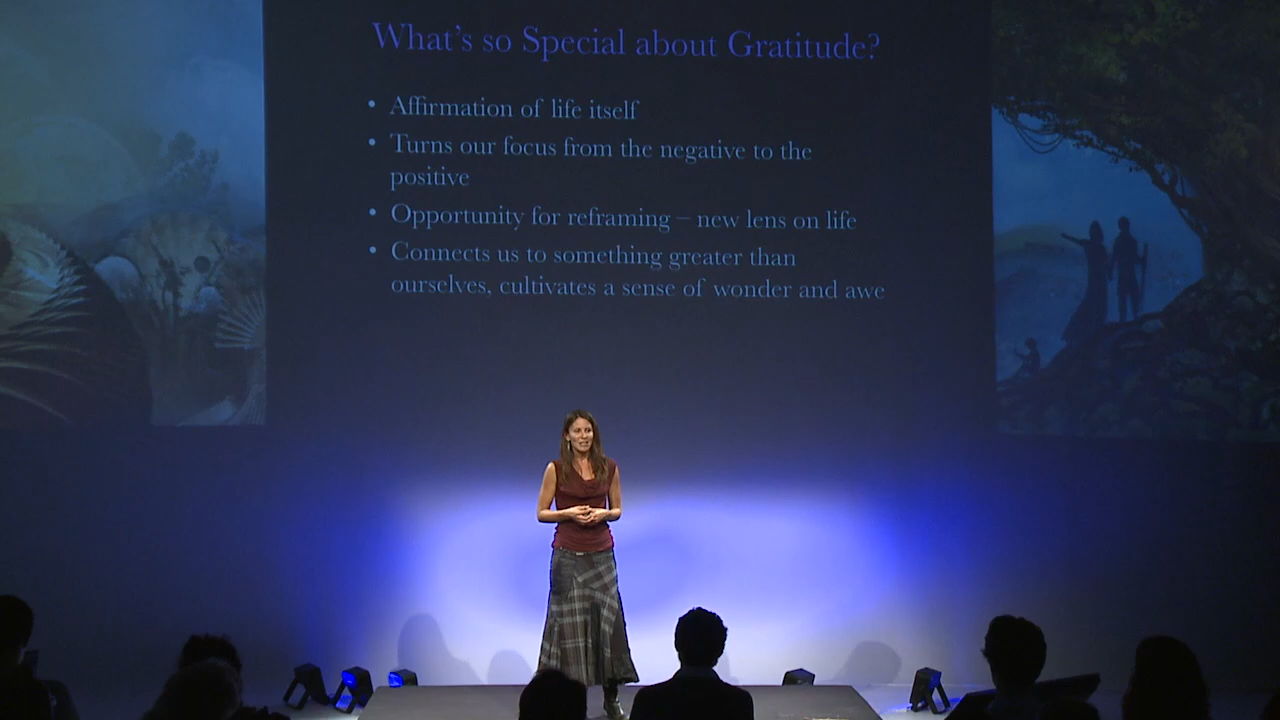 What's so Special about Gratitude?
• Affirmation of life itself
• Turns our focus from the negative to the
positive
• Opportunity for reframing – new lens on life
• Connects us to something greater than
ourselves, cultivates a sense of wonder and awe